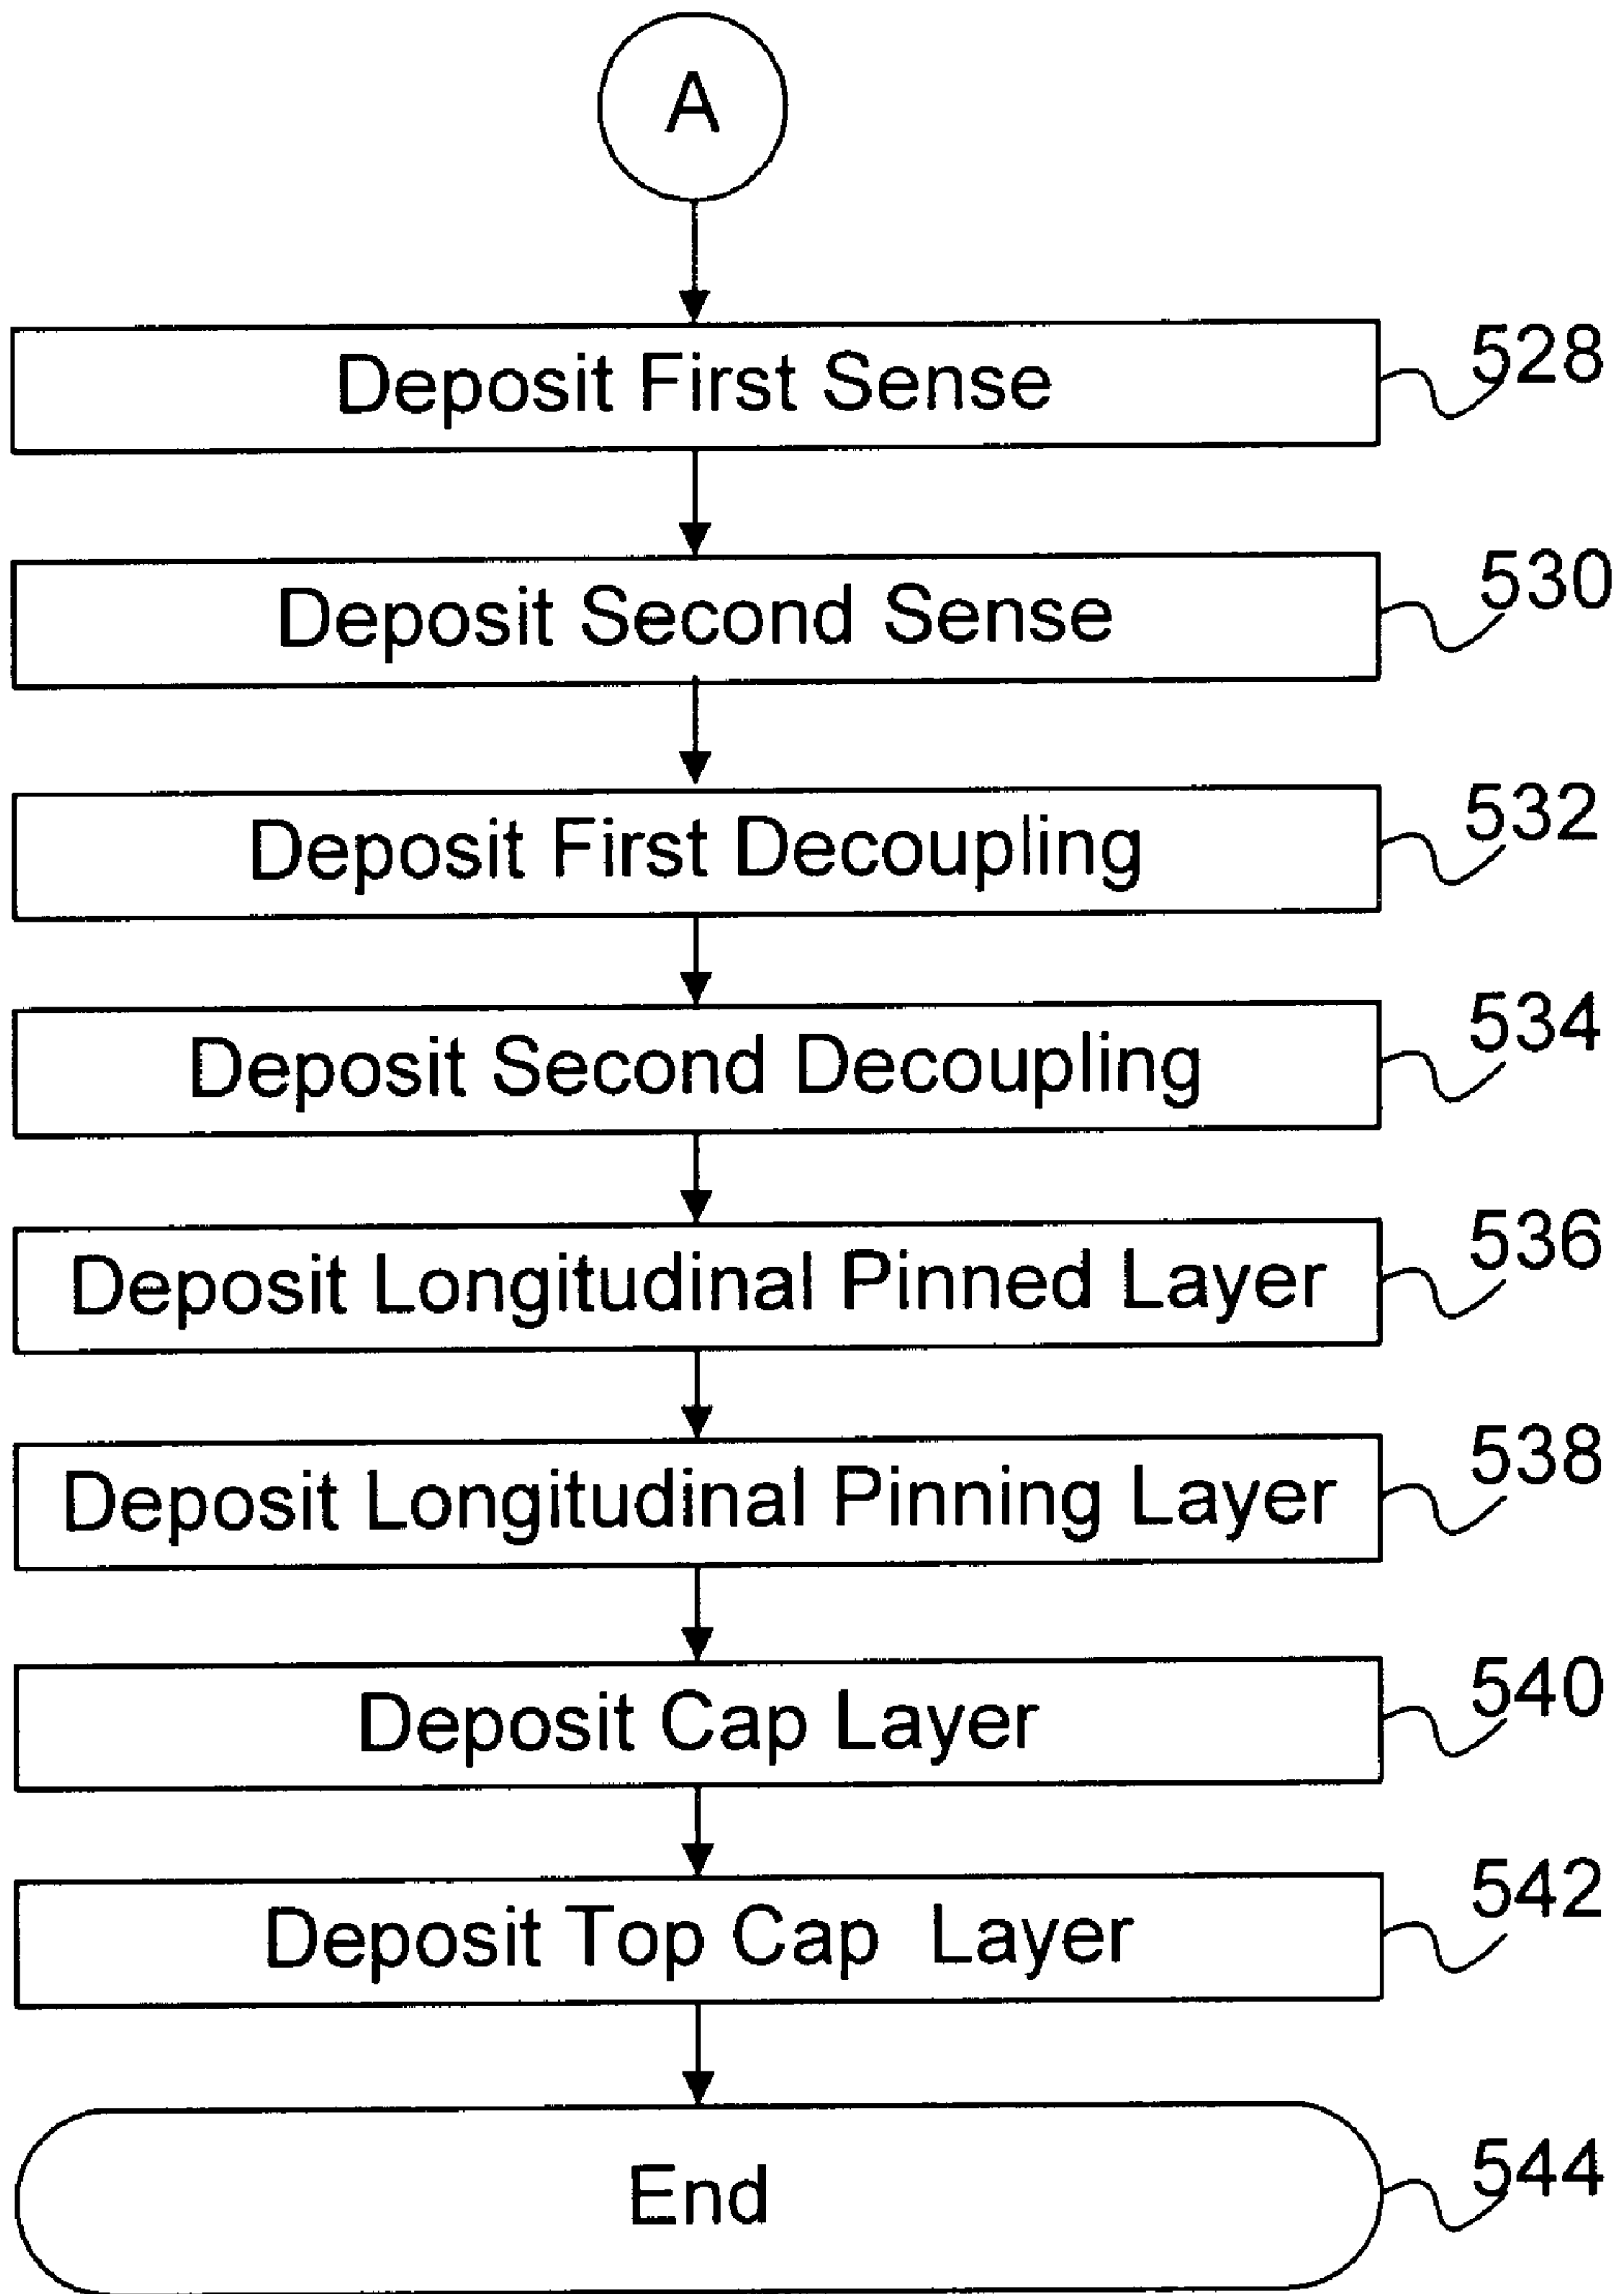 A
Deposit First Sense 528
Deposit Second Sense 530
Deposit First Decoupling 532
Deposit Second Decoupling 534
Deposit Longitudinal Pinned Layer 536
Deposit Longitudinal Pinning Layer 538
Deposit Cap Layer 540
Deposit Top Cap Layer 542
End 544